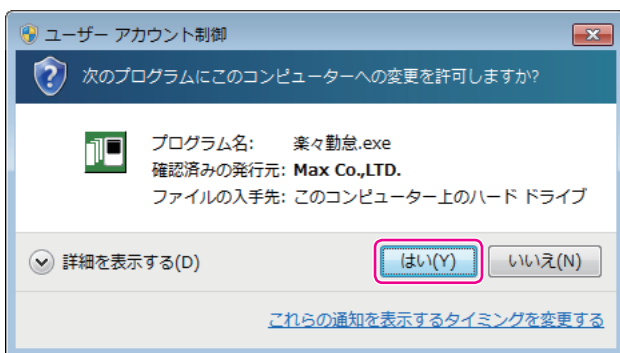 ユーザー アカウント制御
次のプログラムにこのコンピューターへの変更を許可しますか?
プログラム名: 楽々勤怠.exe
確認済みの発行元: Max Co.,LTD.
ファイルの入手先: このコンピューター上のハード ドライブ
詳細を表示する(D)
はい(Y)
いいえ(N)
これらの通知を表示するタイミングを変更する